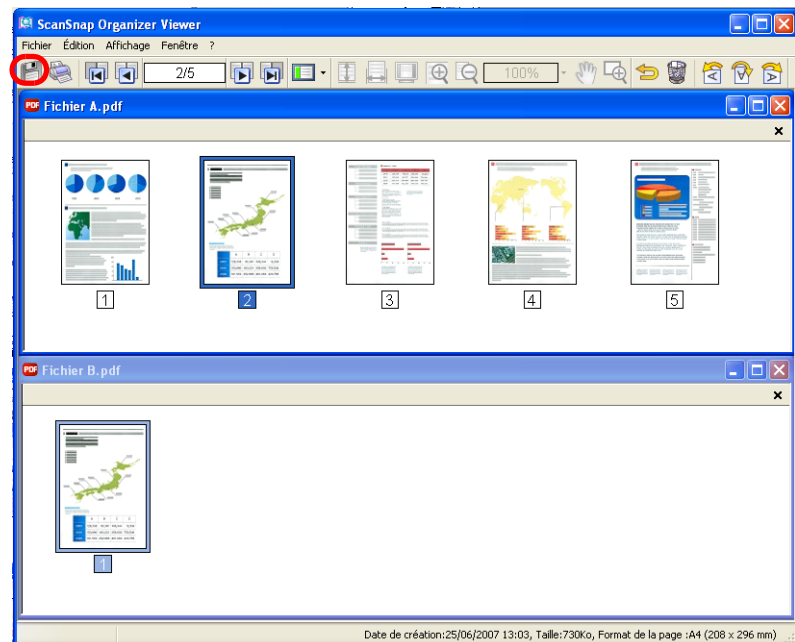 ScanSnap Organizer Viewer
Fichier Édition Affichage Fenêtre ?
2/5 100%
PDF Fichier A.pdf
1 2 3 4 5
PDF Fichier B.pdf
1
Date de création:25/06/2007 13:03, Taille:730Ko, Format de la page :A4 (208 x 296 mm)